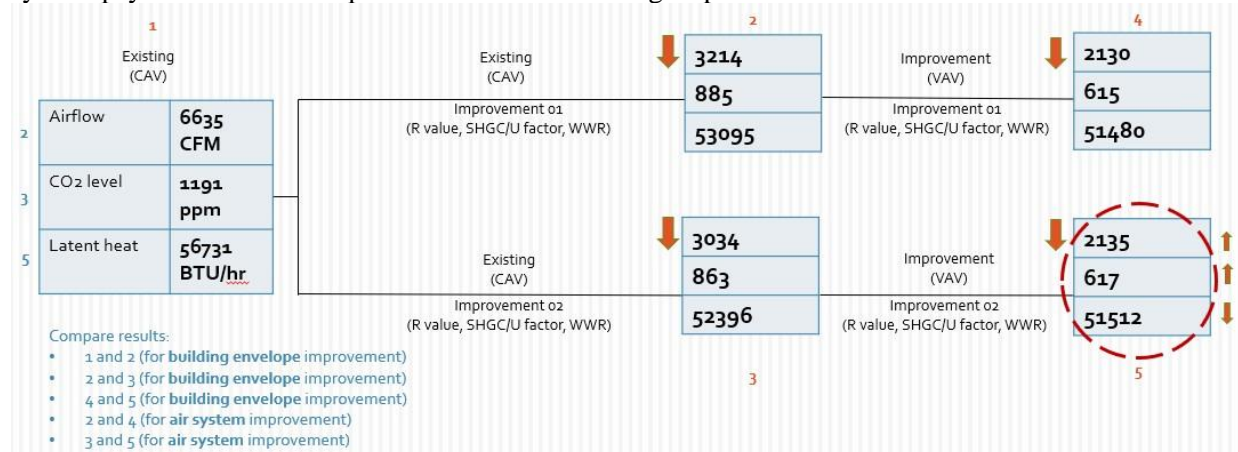 1
Existing
(CAV)
2
Airflow
6635
CFM
3
CO2 level
1191
ppm
5
Latent heat
56731
BTU/hr
Existing
(CAV)
Improvement 01
(R value, SHGC/U factor, WWR)
2
3214
885
53095
Improvement
(VAV)
Improvement 01
(R value, SHGC/U factor, WWR)
4
2130
615
51480
Existing
(CAV)
Improvement 02
(R value, SHGC/U factor, WWR)
3034
863
52396
3
Improvement
(VAV)
Improvement 02
(R value, SHGC/U factor, WWR)
2135
617
51512
5
Compare results:
• 1 and 2 (for building envelope improvement)
• 2 and 3 (for building envelope improvement)
• 4 and 5 (for building envelope improvement)
• 2 and 4 (for air system improvement)
• 3 and 5 (for air system improvement)